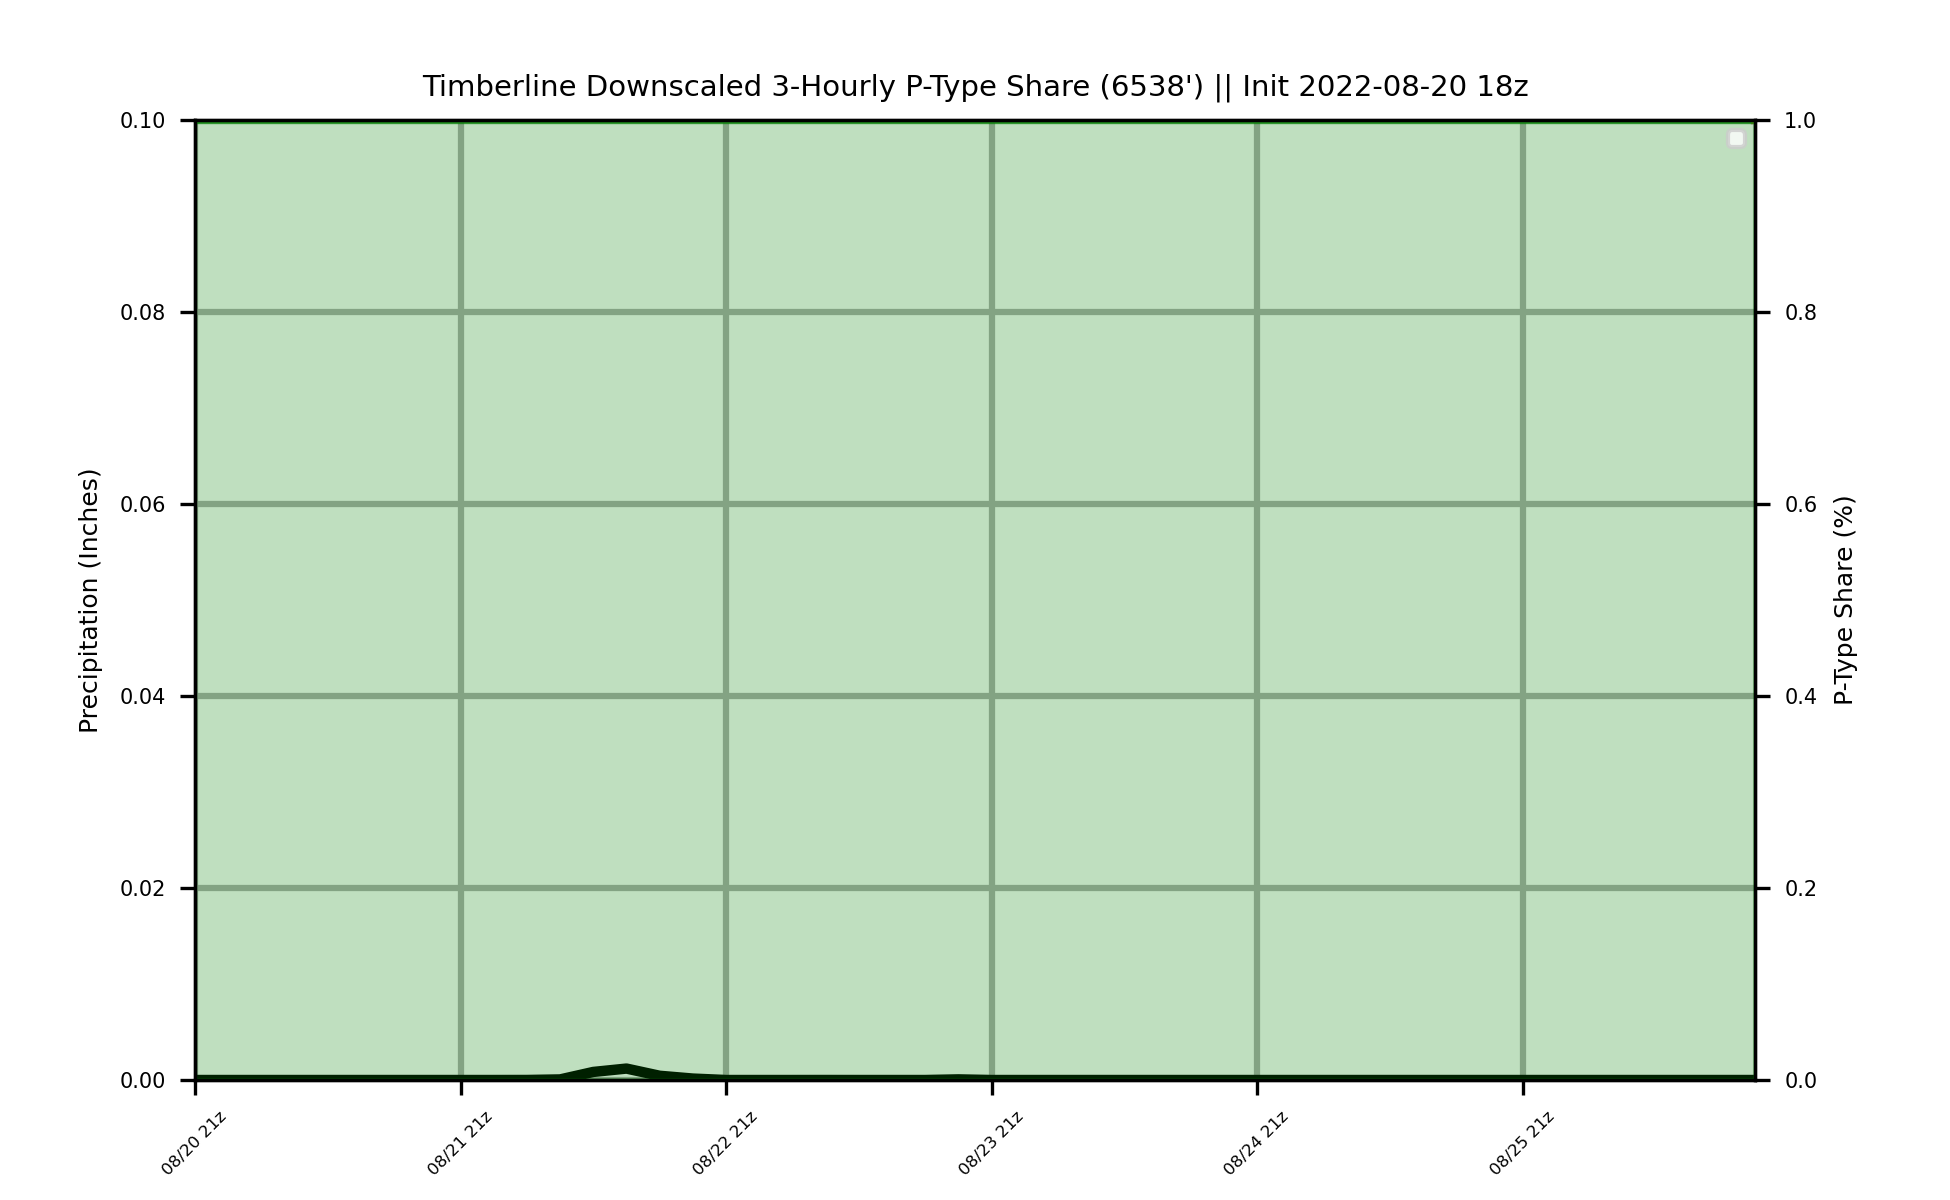 Timberline Downscaled 3-Hourly P-Type Share (6538') || Init 2022-08-20 18z
Precipitation (Inches)
0.10
0.08
0.06
0.04
0.02
0.00
1.0
0.8
0.6
0.4
0.2
0.0
P-Type Share (%)
08/20 21z
08/21 21z
08/22 21z
08/23 21z
08/24 21z
08/25 21z